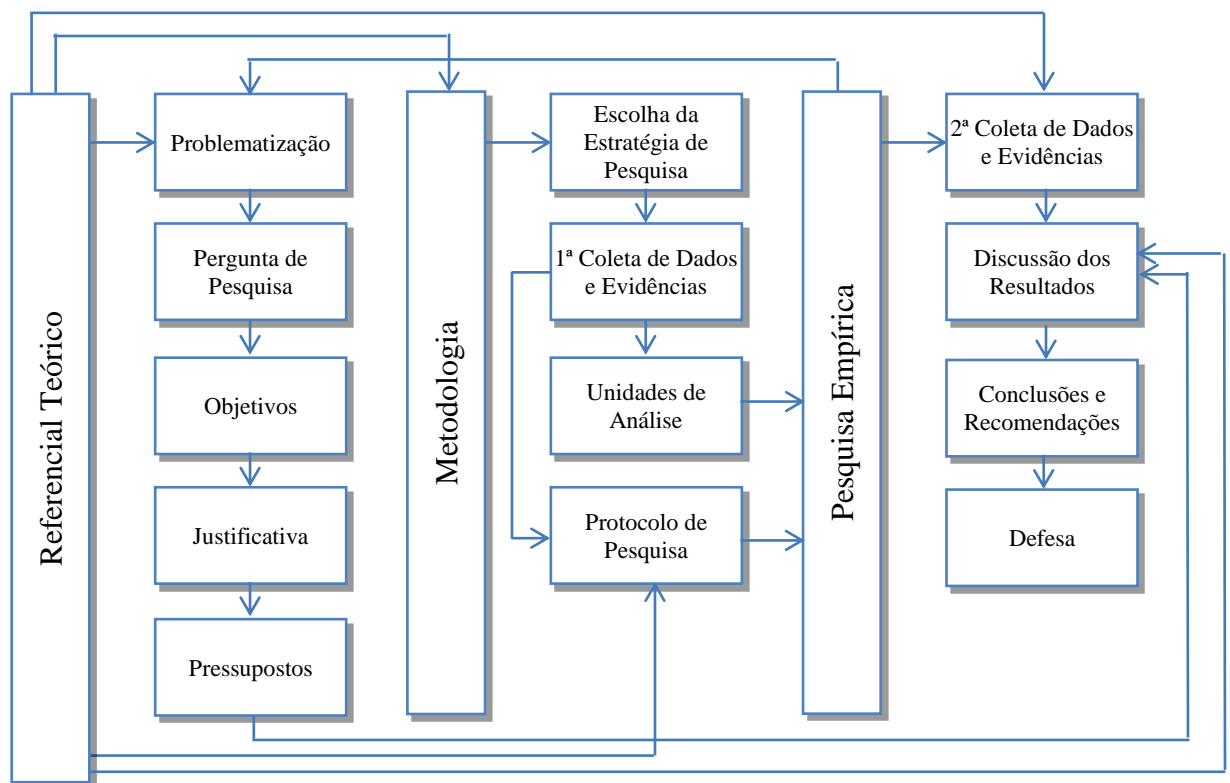 Referencial Teórico
Problematização
Pergunta de
Pesquisa
Objetivos
Justificativa
Pressupostos
Metodologia
Escolha da
Estratégia de
Pesquisa
1ª Coleta de Dados
e Evidências
Unidades de
Análise
Protocolo de
Pesquisa
Pesquisa Empírica
2ª Coleta de Dados
e Evidências
Discussão dos
Resultados
Conclusões e
Recomendações
Defesa